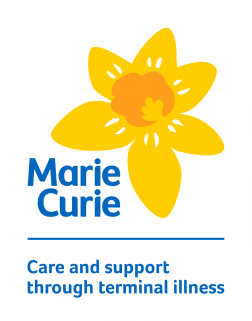 Marie
Curie
Care and support
through terminal illness